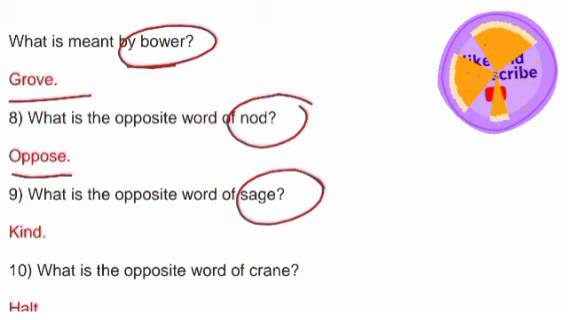 What is meant by bower?
Grove.
8) What is the opposite word of nod?
Oppose.
9) What is the opposite word of sage?
Kind.
10) What is the opposite word of crane?
Halt